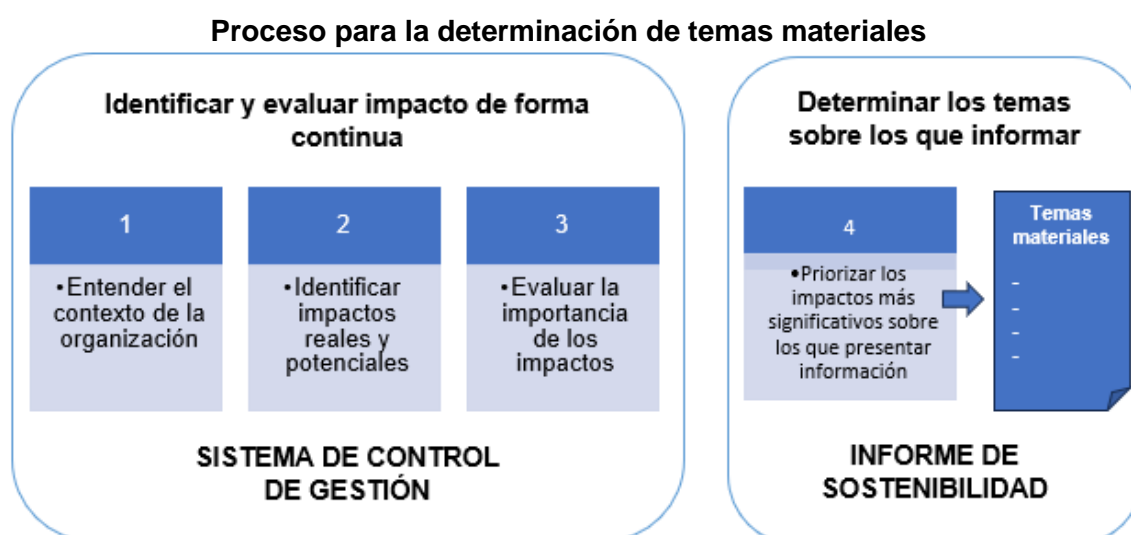 Proceso para la determinación de temas materiales
Identificar y evaluar impacto de forma
continua
1
•Entender el
contexto de la
organización
2
•Identificar
impactos
reales y
potenciales
3
•Evaluar la
importancia
de los
impactos
SISTEMA DE CONTROL
DE GESTIÓN
Determinar los temas
sobre los que informar
4
•Priorizar los
impactos más
significativos sobre
los que presentar
información
Temas
materiales
-
-
-
-
INFORME DE
SOSTENIBILIDAD